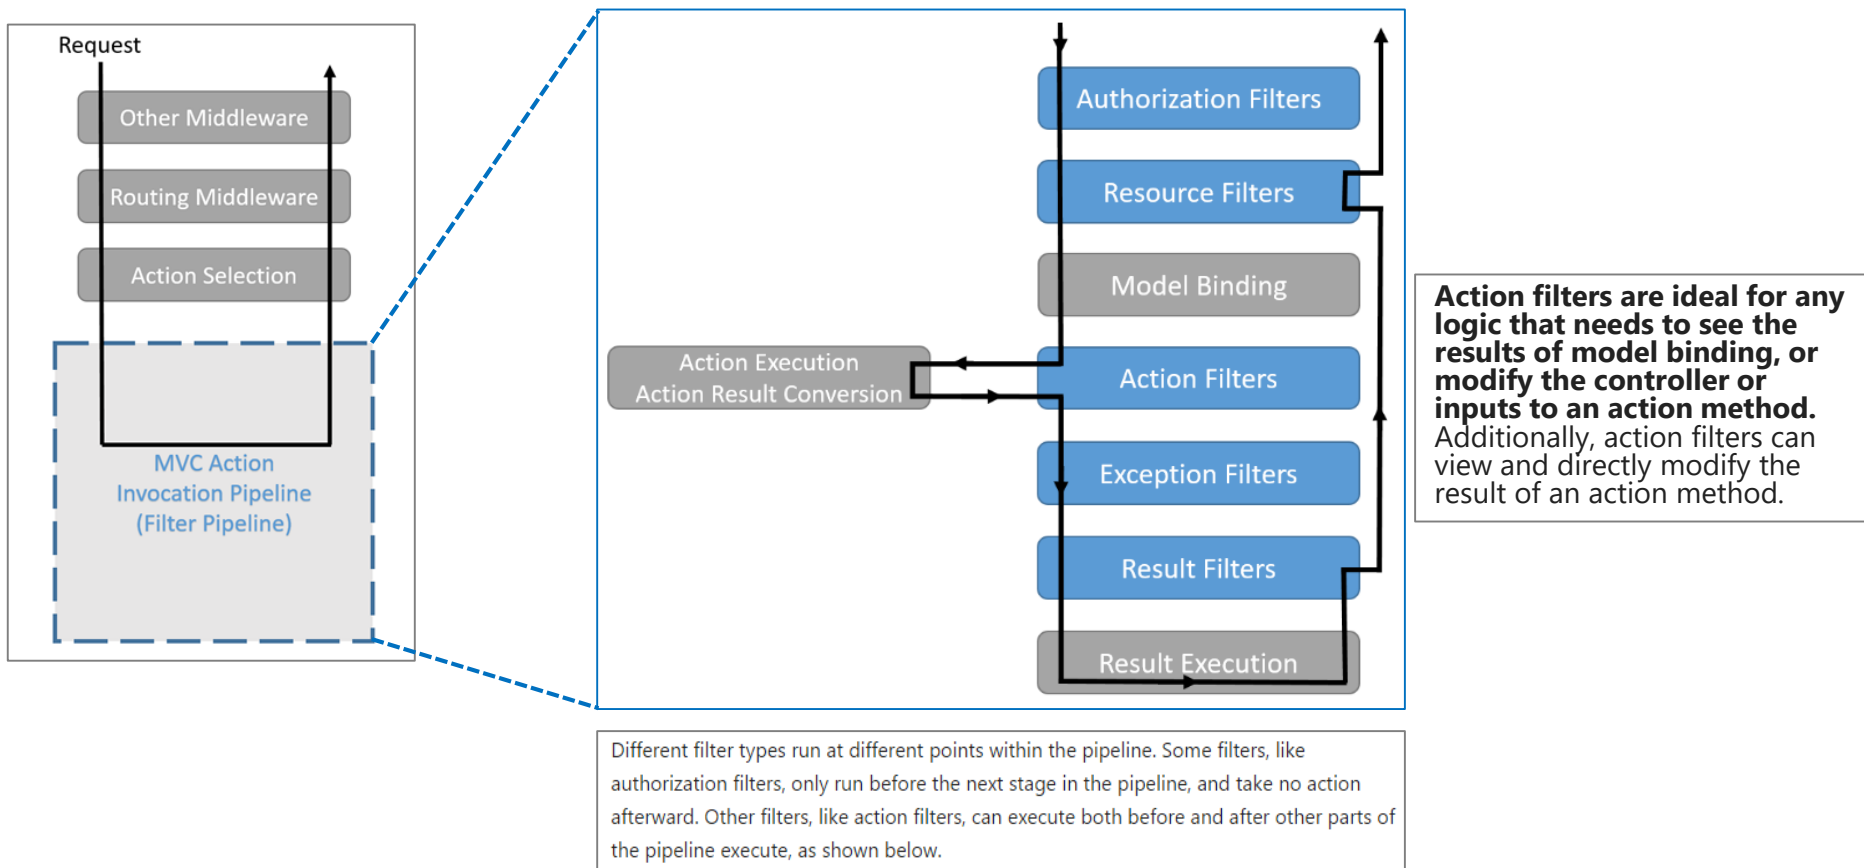 Request
Other Middleware
Routing Middleware
Action Selection
MVC Action
Invocation Pipeline
(Filter Pipeline)
Authorization Filters
Resource Filters
Model Binding
Action Execution
Action Result Conversion
Action Filters
Exception Filters
Result Filters
Result Execution
Action filters are ideal for any
logic that needs to see the
results of model binding, or
modify the controller or
inputs to an action method.
Additionally, action filters can
view and directly modify the
result of an action method.
Different filter types run at different points within the pipeline. Some filters, like
authorization filters, only run before the next stage in the pipeline, and take no action
afterward. Other filters, like action filters, can execute both before and after other parts of
the pipeline execute, as shown below.